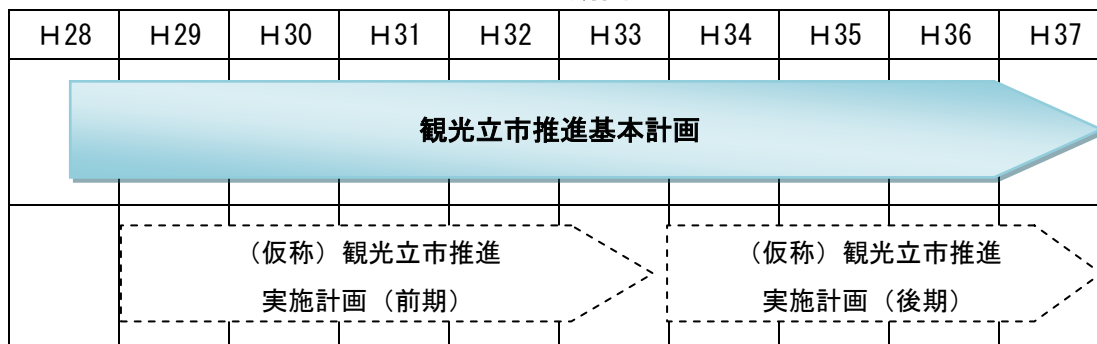 Ｈ28 Ｈ29 Ｈ30 Ｈ31 Ｈ32 Ｈ33 Ｈ34 Ｈ35 Ｈ36 Ｈ37
観光立市推進基本計画
（仮称）観光立市推進
実施計画（前期）
（仮称）観光立市推進
実施計画（後期）